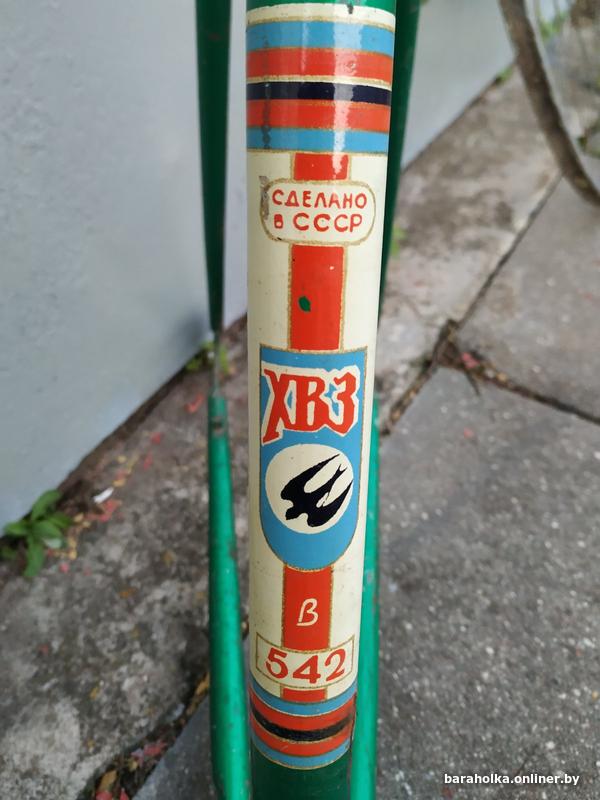 СДЕЛАНО
в СССР
ХВЗ
В
542
baraholka.onliner.by